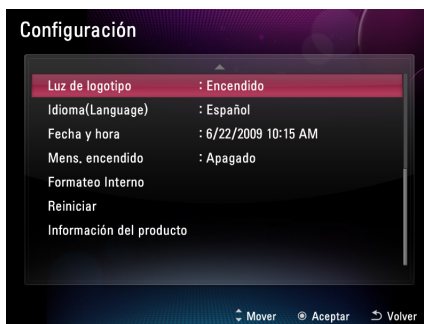 Configuración
Luz de logotipo : Encendido
Idioma(Language) : Español
Fecha y hora : 6/22/2009 10:15 AM
Mens. encendido : Apagado
Formateo Interno
Reiniciar
Información del producto
Mover Aceptar Volver